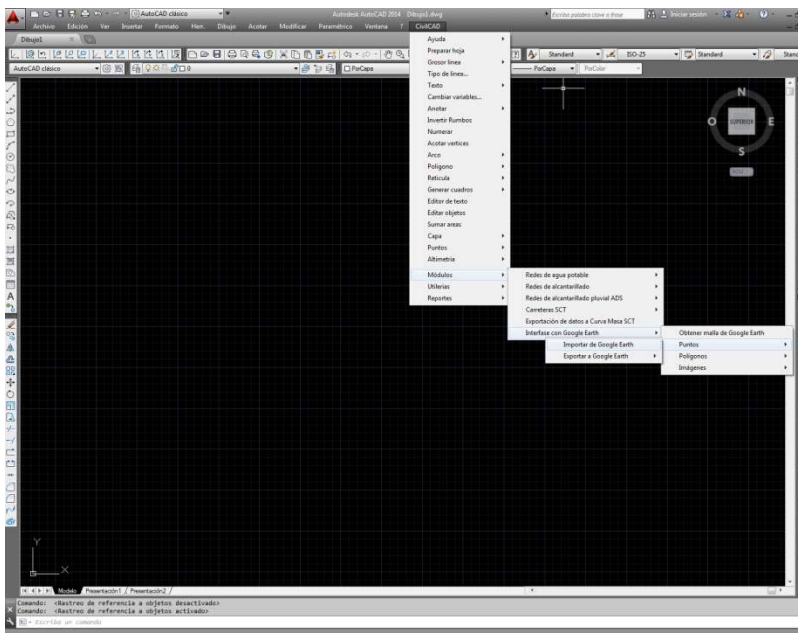 AutoCAD clásico
Autodesk AutoCAD 2014 Dibujo1.dwg
Escriba palabra clave o frase
Iniciar sesión
Archivo Edición Ver Insertar Formato Herr. Dibujo Acotar Modificar Paramétrico Ventana ? CivilCAD
Dibujo1
Standard ISO-25 Standard
AutoCAD clásico
PorCapa
PorCapa
PorColor
Ayuda
Preparar hoja
Grosor linea
Tipo de linea...
Texto
Cambiar variables...
Anotar
Invertir Rumbos
Numerar
Acotar vertices
Arco
Polígono
Retícula
Generar cuadros
Editor de texto
Editar objetos
Sumar areas
Capa
Puntos
Altimetría
Módulos
Utilerías
Reportes
Redes de agua potable
Redes de alcantarillado
Redes de alcantarillado pluvial ADS
Carreteras SCT
Exportación de datos a Curva Masa SCT
Interfase con Google Earth
Obtener malla de Google Earth
Puntos
Polígonos
Imágenes
Importar de Google Earth
Exportar a Google Earth
N
O SUPERIOR E
S
Y
X
Modelo Presentación1 Presentación2
Comando: <Rastreo de referencia a objetos desactivado>
Comando: <Rastreo de referencia a objetos activado>
Escriba un comando